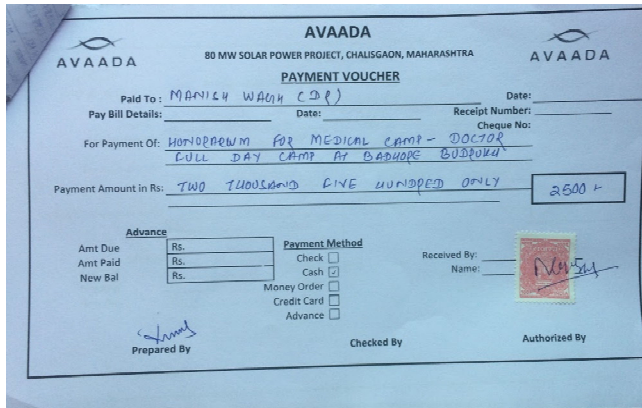 AVAADA
AVAADA
AVAADA
80 MW SOLAR POWER PROJECT, CHALISGAON, MAHARASHTRA
PAYMENT VOUCHER
Paid To : MANISH WAGH (DR) Date:
Pay Bill Details: Date: Receipt Number:
Cheque No:
For Payment Of: HONORARIUM FOR MEDICAL CAMP - DOCTOR
FULL DAY CAMP AT BUDRUKH
Payment Amount in Rs: TWO THOUSAND FIVE HUNDRED ONLY 2500/-
Advance
Amt Due Rs.
Amt Paid Rs.
New Bal Rs.
Payment Method
Check
Cash
Money Order
Credit Card
Advance
Received By:
Name:
Prepared By
Checked By
Authorized By